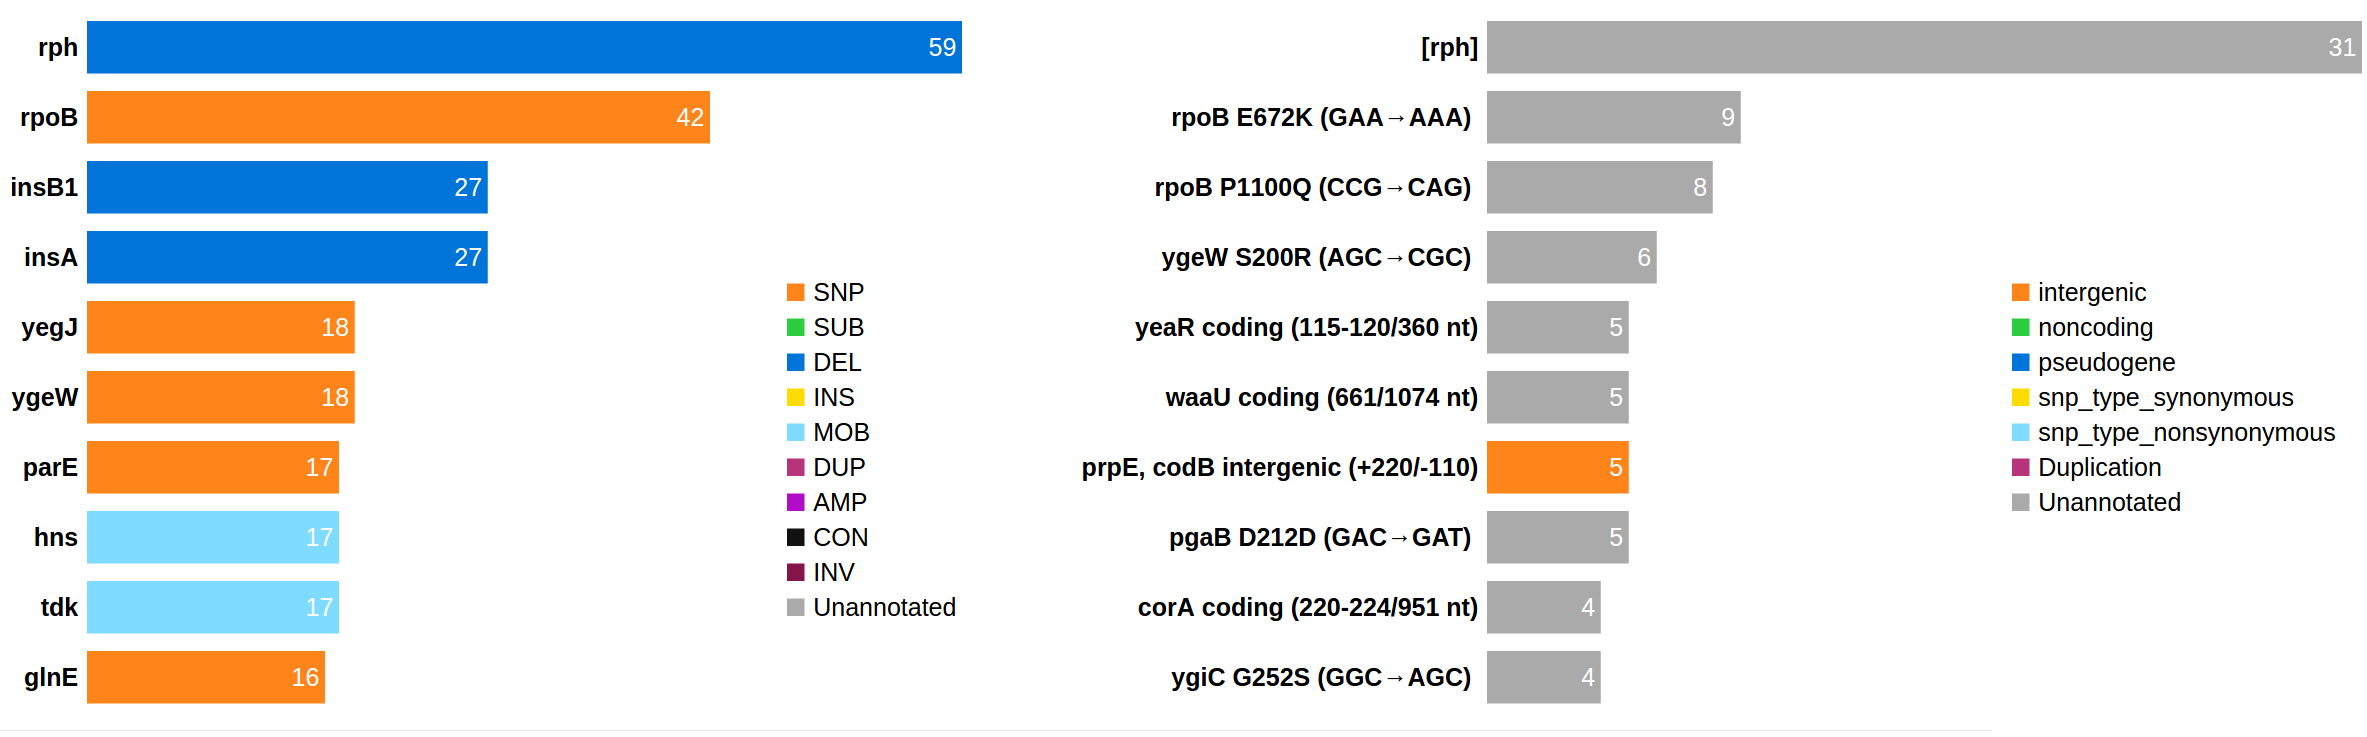 rph 59
rpoB 42
insB1 27
insA 27
yegJ 18
ygeW 18
parE 17
hns 17
tdk 17
glnE 16
SNP
SUB
DEL
INS
MOB
DUP
AMP
CON
INV
Unannotated
[rph] 31
rpoB E672K (GAA→AAA) 9
rpoB P1100Q (CCG→CAG) 8
ygeW S200R (AGC→CGC) 6
yeaR coding (115-120/360 nt) 5
waaU coding (661/1074 nt) 5
prpE, codB intergenic (+220/-110) 5
pgaB D212D (GAC→GAT) 5
corA coding (220-224/951 nt) 4
ygiC G252S (GGC→AGC) 4
intergenic
noncoding
pseudogene
snp_type_synonymous
snp_type_nonsynonymous
Duplication
Unannotated